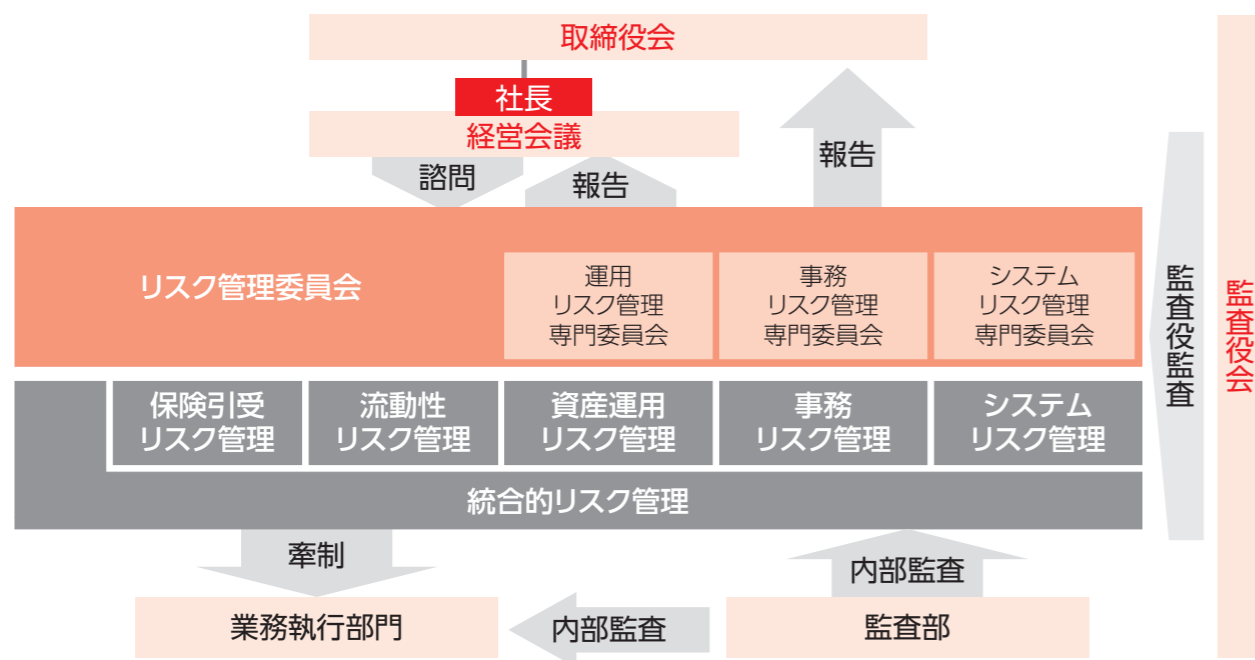 取締役会
社長
経営会議
諮問
報告
報告
リスク管理委員会
運用
リスク管理
専門委員会
事務
リスク管理
専門委員会
システム
リスク管理
専門委員会
保険引受
リスク管理
流動性
リスク管理
資産運用
リスク管理
事務
リスク管理
システム
リスク管理
統合的リスク管理
牽制
内部監査
業務執行部門
内部監査
監査部
監査役監査
監査役会